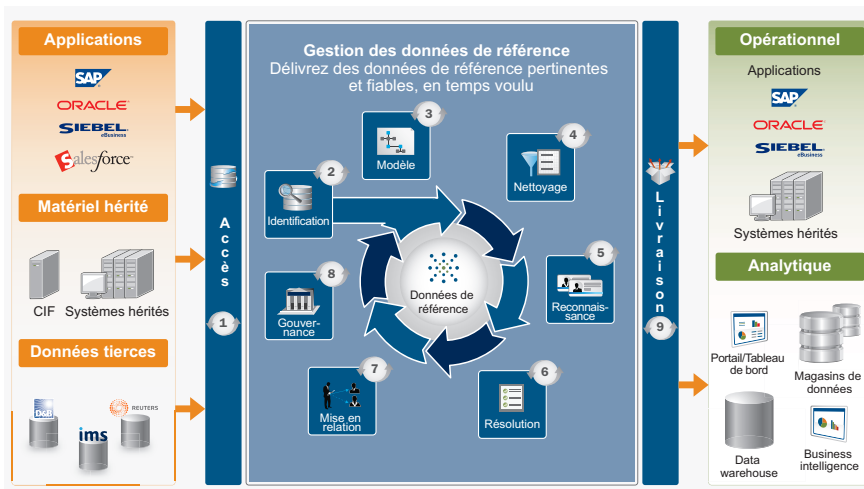 Applications
SAP
ORACLE
SIEBEL
eBusiness
salesforce
Matériel hérité
CIF
Systèmes hérités
Données tierces
D&B
ims
REUTERS
Accès
1
Gestion des données de référence
Délivrez des données de référence pertinentes
et fiables, en temps voulu
2
Identification
3
Modèle
4
Nettoyage
5
Reconnais-
sance
6
Résolution
7
Mise en
relation
8
Gouver-
nance
Données de
référence
Livraison
9
Opérationnel
Applications
SAP
ORACLE
SIEBEL
eBusiness
Systèmes hérités
Analytique
Portail/Tableau
de bord
Magasins de
données
Data
warehouse
Business
intelligence